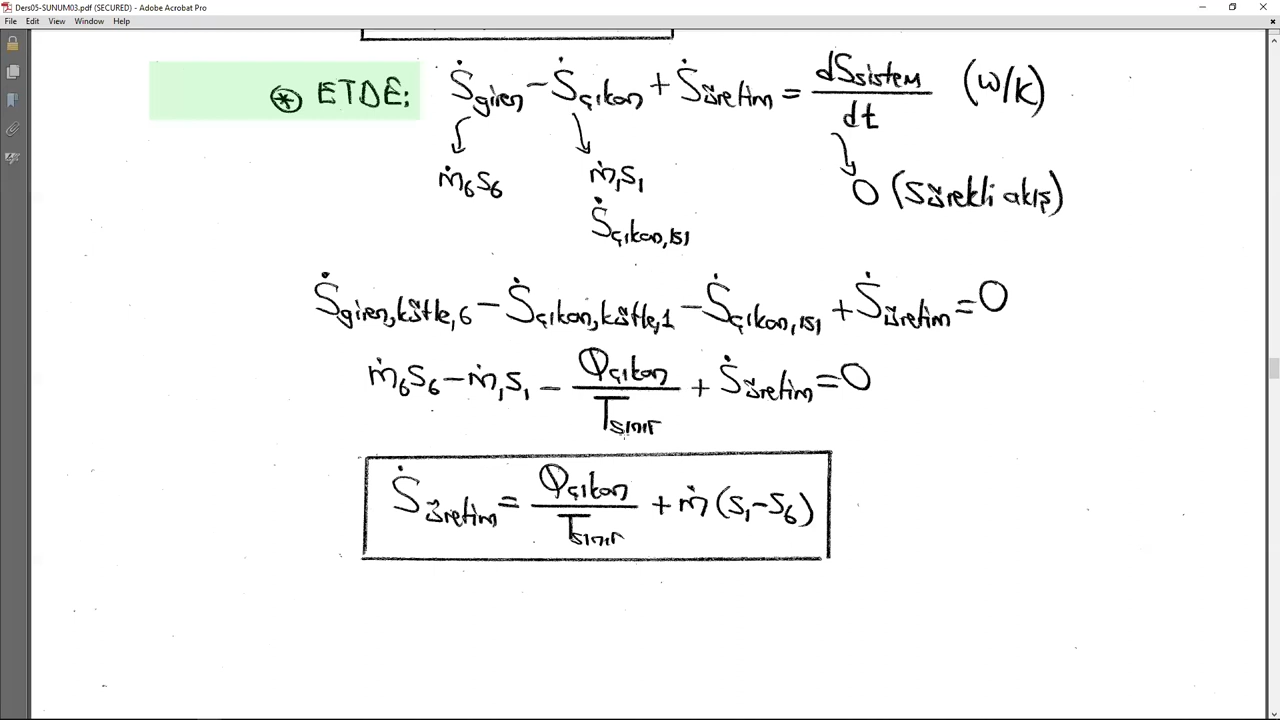 Ders05-SUNUM03.pdf (SECURED) - Adobe Acrobat Pro
File Edit View Window Help
⊛ ETDE: Ṡgiren − Ṡçıkan + Ṡüretim = dSsistem/dt (W/K)
ṁ₆s₆ ṁ₁s₁ 0 (Sürekli akış)
Ṡçıkan,ısı
Ṡgiren,kütle,6 − Ṡçıkan,kütle,1 − Ṡçıkan,ısı + Ṡüretim = 0
ṁ₆s₆ − ṁ₁s₁ − Qçıkan/Tsınır + Ṡüretim = 0
Ṡüretim = Qçıkan/Tsınır + ṁ(s₁−s₆)